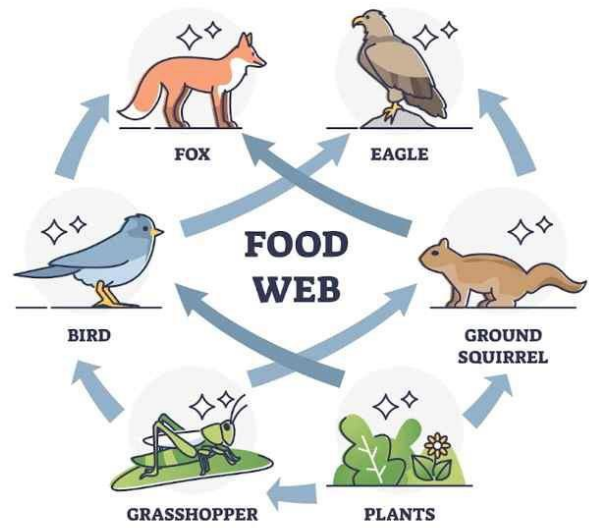 FOX
EAGLE
FOOD
WEB
BIRD
GROUND
SQUIRREL
GRASSHOPPER
PLANTS